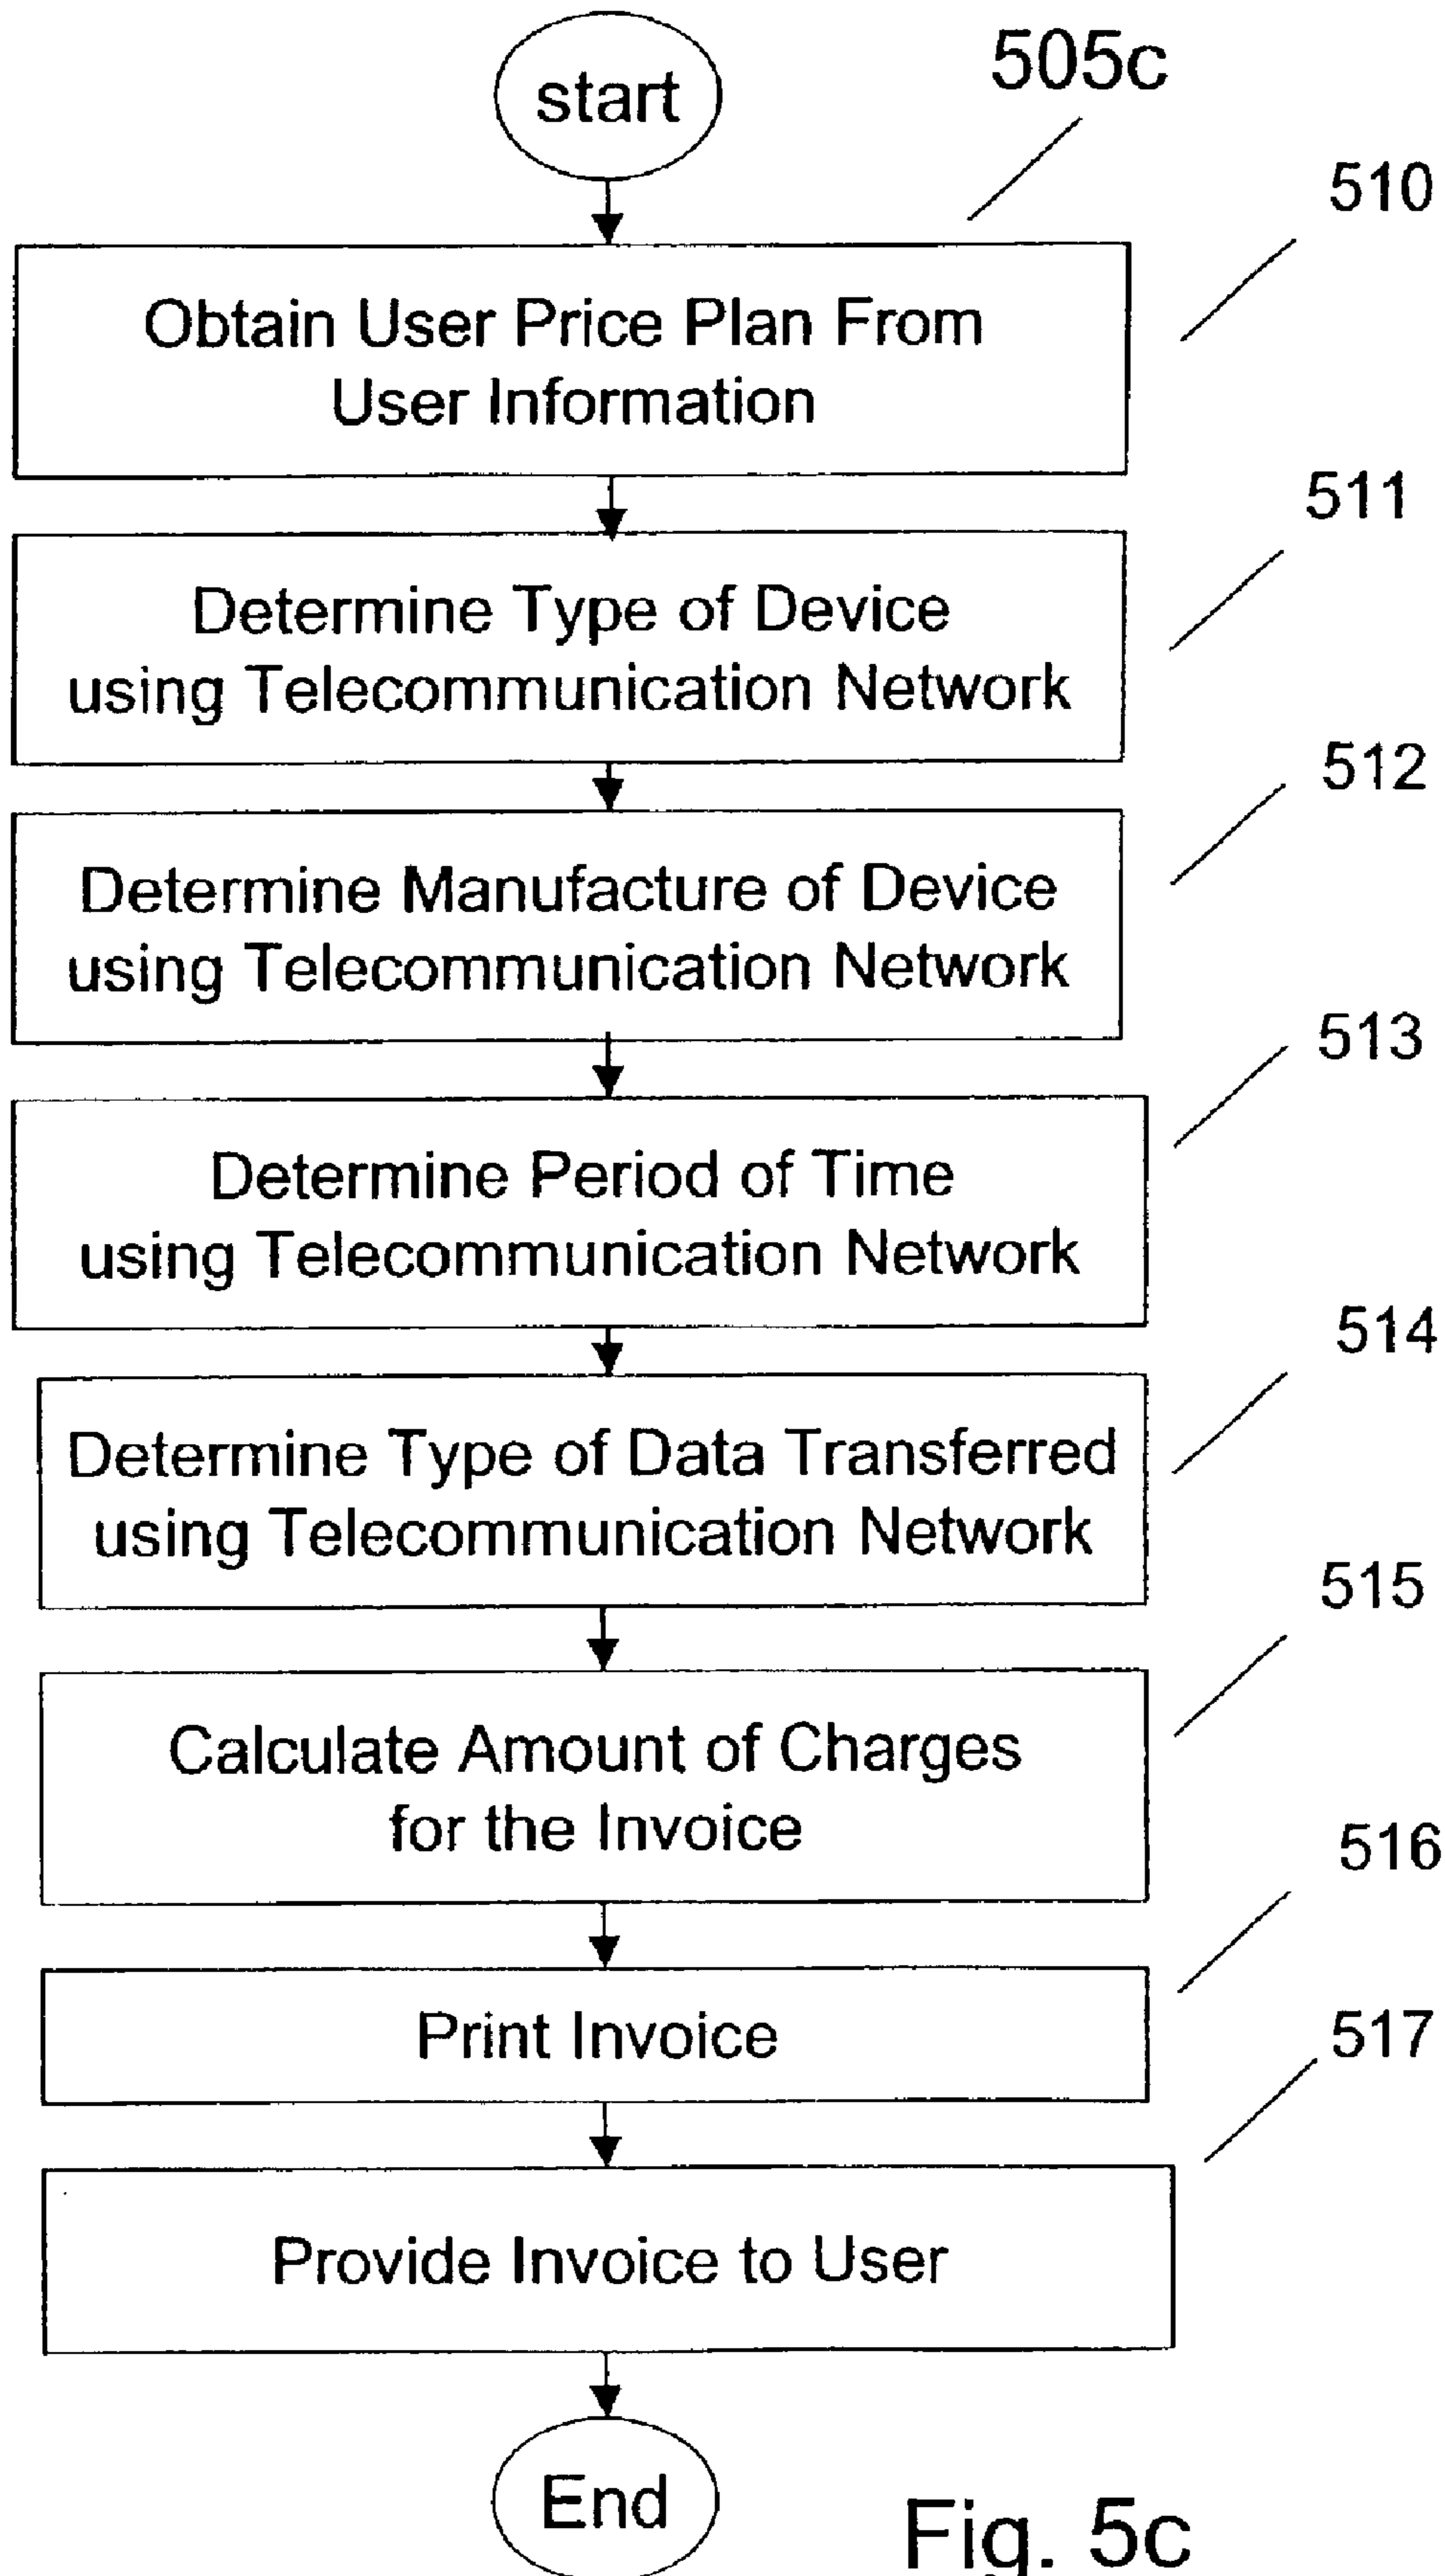 start
505c
510
Obtain User Price Plan From
User Information
511
Determine Type of Device
using Telecommunication Network
512
Determine Manufacture of Device
using Telecommunication Network
513
Determine Period of Time
using Telecommunication Network
514
Determine Type of Data Transferred
using Telecommunication Network
515
Calculate Amount of Charges
for the Invoice
516
Print Invoice
517
Provide Invoice to User
End
Fig. 5c